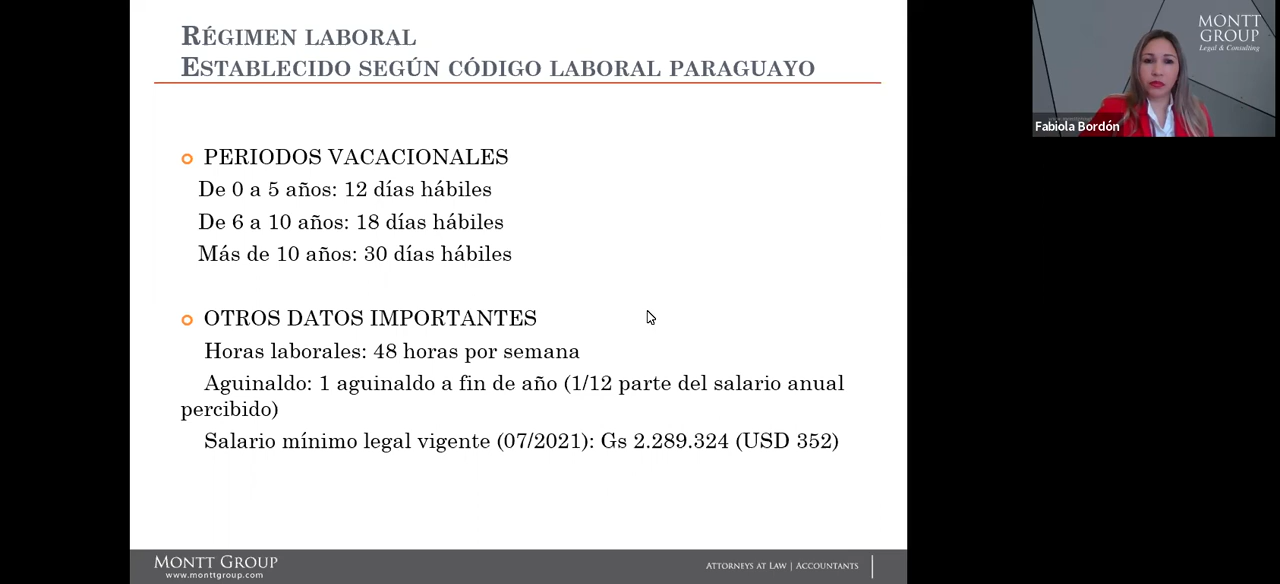 RÉGIMEN LABORAL
ESTABLECIDO SEGÚN CÓDIGO LABORAL PARAGUAYO
PERIODOS VACACIONALES
De 0 a 5 años: 12 días hábiles
De 6 a 10 años: 18 días hábiles
Más de 10 años: 30 días hábiles
OTROS DATOS IMPORTANTES
Horas laborales: 48 horas por semana
Aguinaldo: 1 aguinaldo a fin de año (1/12 parte del salario anual
percibido)
Salario mínimo legal vigente (07/2021): Gs 2.289.324 (USD 352)
MONTT GROUP
www.monttgroup.com
ATTORNEYS AT LAW | ACCOUNTANTS
MONTT
GROUP
Legal & Consulting
Fabiola Bordón